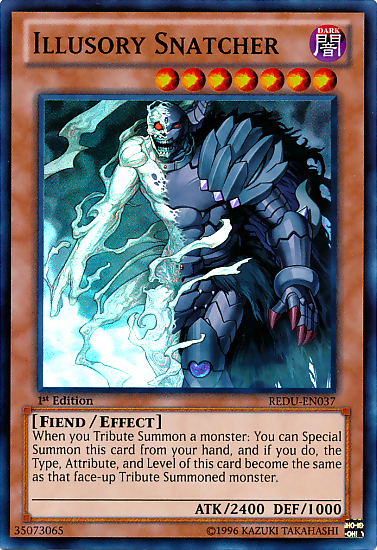 ILLUSORY SNATCHER
DARK
闇
1st Edition
REDU-EN037
[FIEND / EFFECT]
When you Tribute Summon a monster: You can Special
Summon this card from your hand, and if you do, the
Type, Attribute, and Level of this card become the same
as that face-up Tribute Summoned monster.
ATK/2400 DEF/1000
35073065
©1996 KAZUKI TAKAHASHI